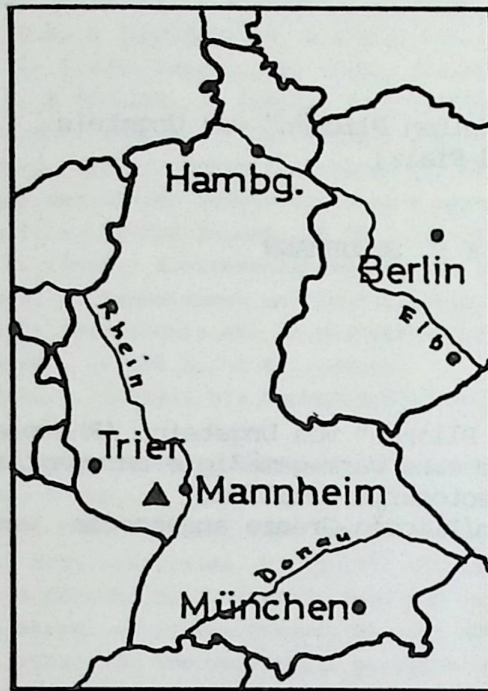 Hambg.
Berlin
Elbe
Rhein
Trier
Mannheim
Donau
München